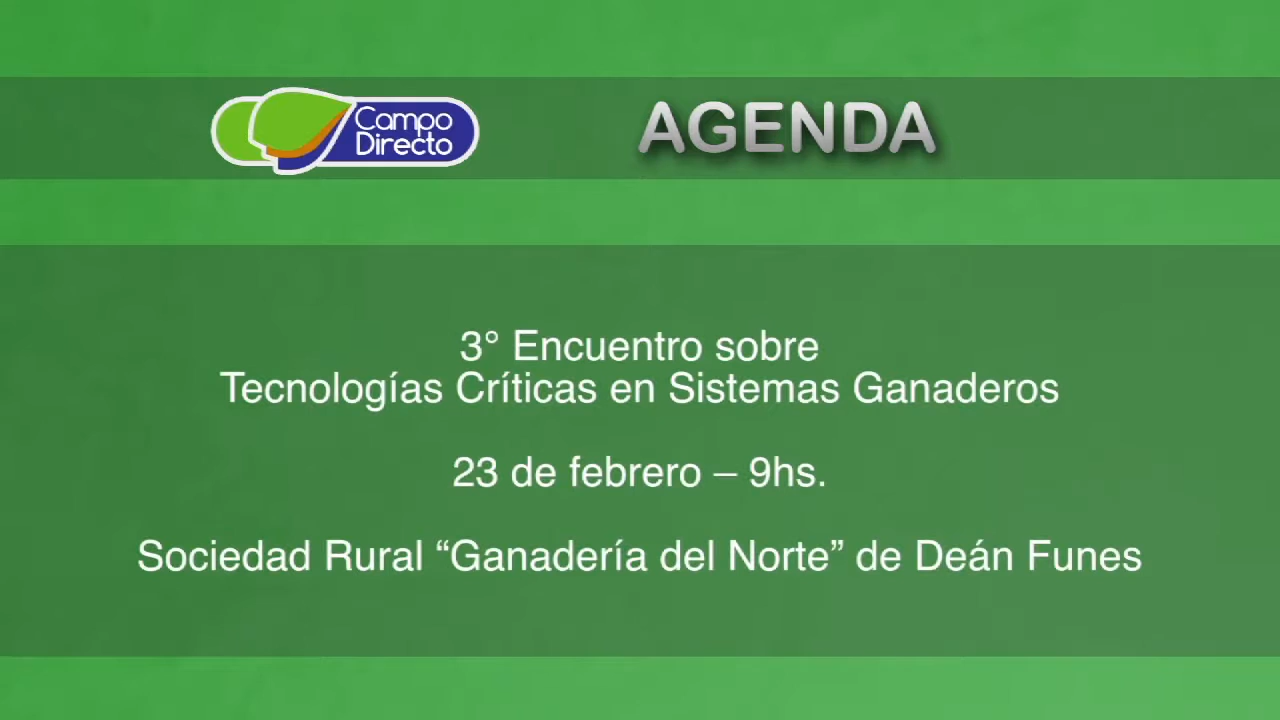 Campo
Directo
AGENDA
3° Encuentro sobre
Tecnologías Críticas en Sistemas Ganaderos
23 de febrero – 9hs.
Sociedad Rural “Ganadería del Norte” de Deán Funes